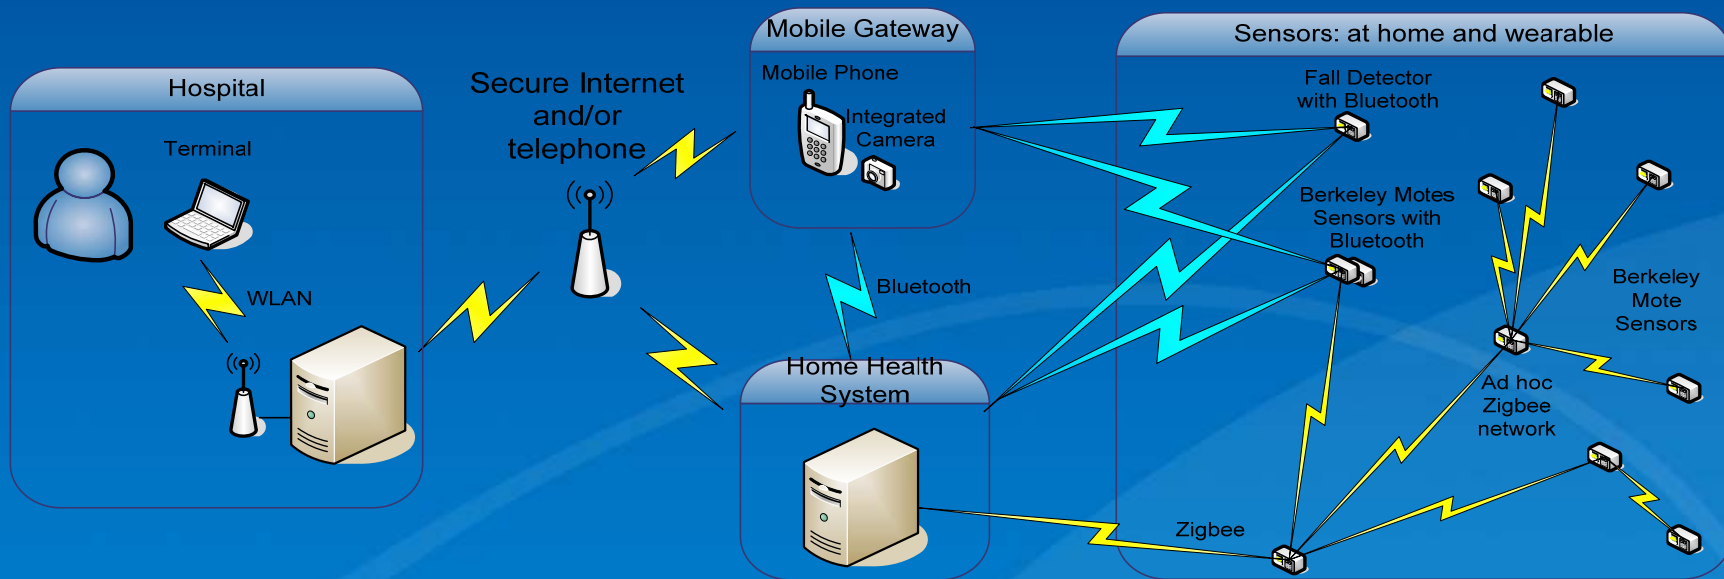 Hospital
Terminal
WLAN
Secure Internet
and/or
telephone
Mobile Gateway
Mobile Phone
Integrated
Camera
Bluetooth
Home Health
System
Sensors: at home and wearable
Fall Detector
with Bluetooth
Berkeley Motes
Sensors with
Bluetooth
Berkeley
Mote
Sensors
Ad hoc
Zigbee
network
Zigbee